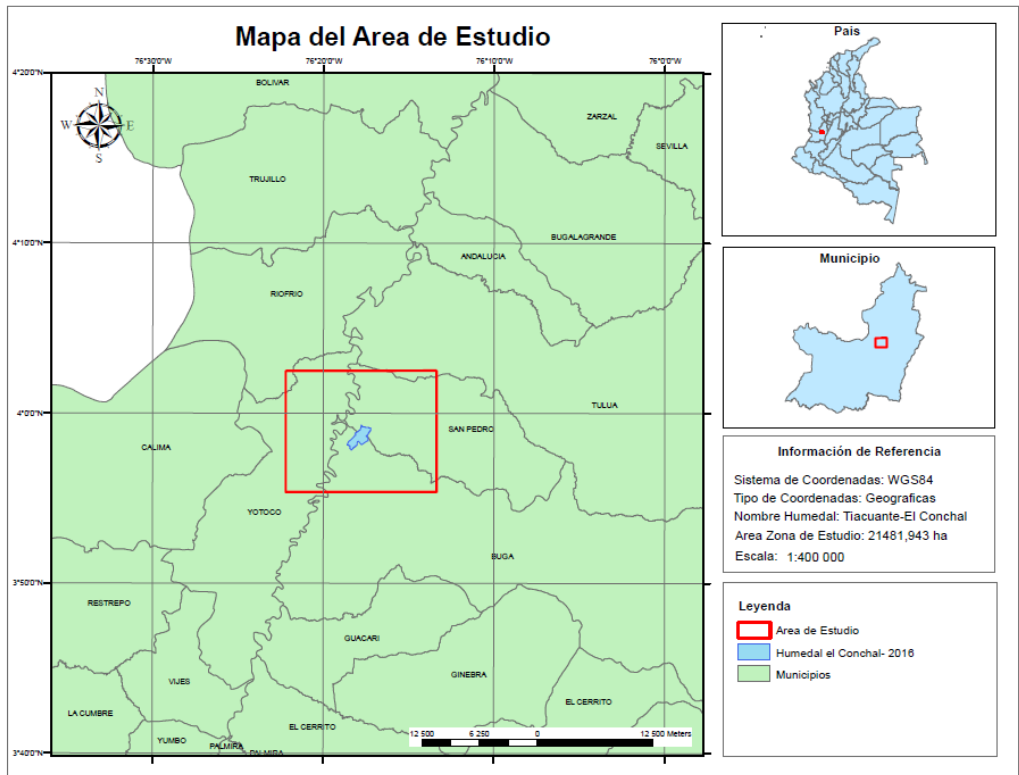 Mapa del Area de Estudio
76°30'0"W
76°20'0"W
76°10'0"W
76°0'0"W
4°20'0"N
4°10'0"N
4°0'0"N
3°50'0"N
3°40'0"N
N
W
E
S
BOLIVAR
ZARZAL
SEVILLA
TRUJILLO
BUGALAGRANDE
ANDALUCIA
RIOFRIO
TULUA
SAN PEDRO
CALIMA
YOTOCO
BUGA
RESTREPO
GUACARI
GINEBRA
VIJES
EL CERRITO
LA CUMBRE
EL CERRITO
YUMBO
PALMIRA
PALMIRA
12 500
6 250
0
12 500 Meters
Pais
Municipio
Información de Referencia
Sistema de Coordenadas: WGS84
Tipo de Coordenadas: Geograficas
Nombre Humedal: Tiacuante-El Conchal
Area Zona de Estudio: 21481,943 ha
Escala: 1:400 000
Leyenda
Area de Estudio
Humedal el Conchal- 2016
Municipios